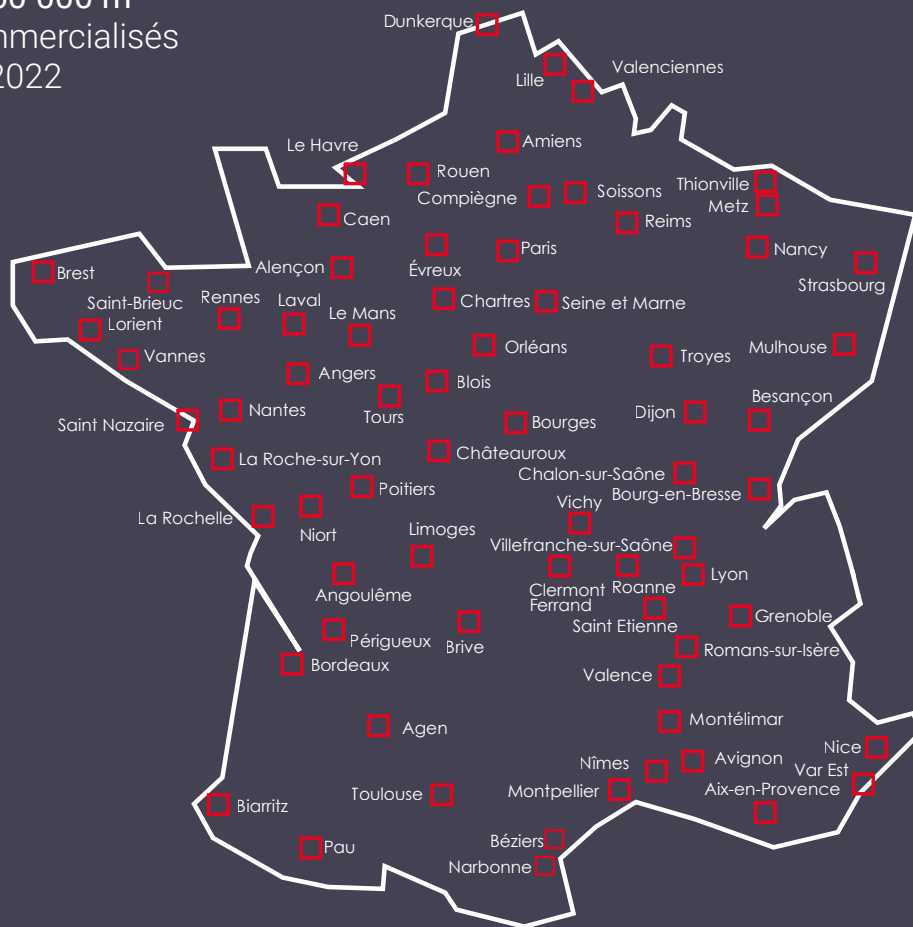 commercialisés
2022
Dunkerque
Valenciennes
Lille
Le Havre
Amiens
Rouen
Compiègne
Soissons
Thionville
Metz
Caen
Reims
Évreux
Paris
Nancy
Alençon
Brest
Strasbourg
Saint-Brieuc
Rennes
Laval
Chartres
Seine et Marne
Le Mans
Lorient
Orléans
Mulhouse
Vannes
Troyes
Angers
Blois
Besançon
Nantes
Tours
Dijon
Saint Nazaire
Bourges
La Roche-sur-Yon
Châteauroux
Chalon-sur-Saône
Poitiers
Bourg-en-Bresse
Vichy
La Rochelle
Niort
Limoges
Villefranche-sur-Saône
Lyon
Clermont
Ferrand
Roanne
Angoulême
Saint Etienne
Grenoble
Périgueux
Brive
Romans-sur-Isère
Bordeaux
Valence
Montélimar
Agen
Nice
Avignon
Nîmes
Var Est
Toulouse
Montpellier
Aix-en-Provence
Biarritz
Béziers
Pau
Narbonne